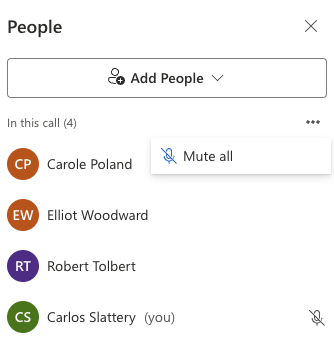 People
Add People
In this call (4)
Mute all
CP Carole Poland
EW Elliot Woodward
RT Robert Tolbert
CS Carlos Slattery (you)